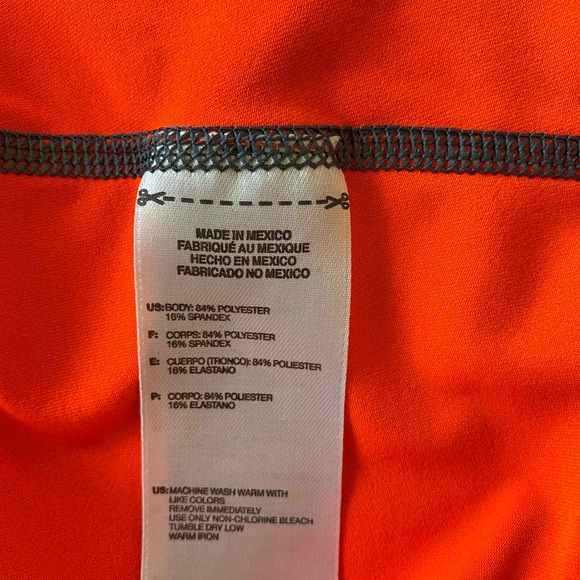 MADE IN MEXICO
FABRIQUÉ AU MEXIQUE
HECHO EN MEXICO
FABRICADO NO MEXICO
US: BODY: 84% POLYESTER
16% SPANDEX
F: CORPS: 84% POLYESTER
16% SPANDEX
E: CUERPO (TRONCO): 84% POLIESTER
16% ELASTANO
P: CORPO: 84% POLIESTER
16% ELASTANO
US: MACHINE WASH WARM WITH
LIKE COLORS
REMOVE IMMEDIATELY
USE ONLY NON-CHLORINE BLEACH
TUMBLE DRY LOW
WARM IRON